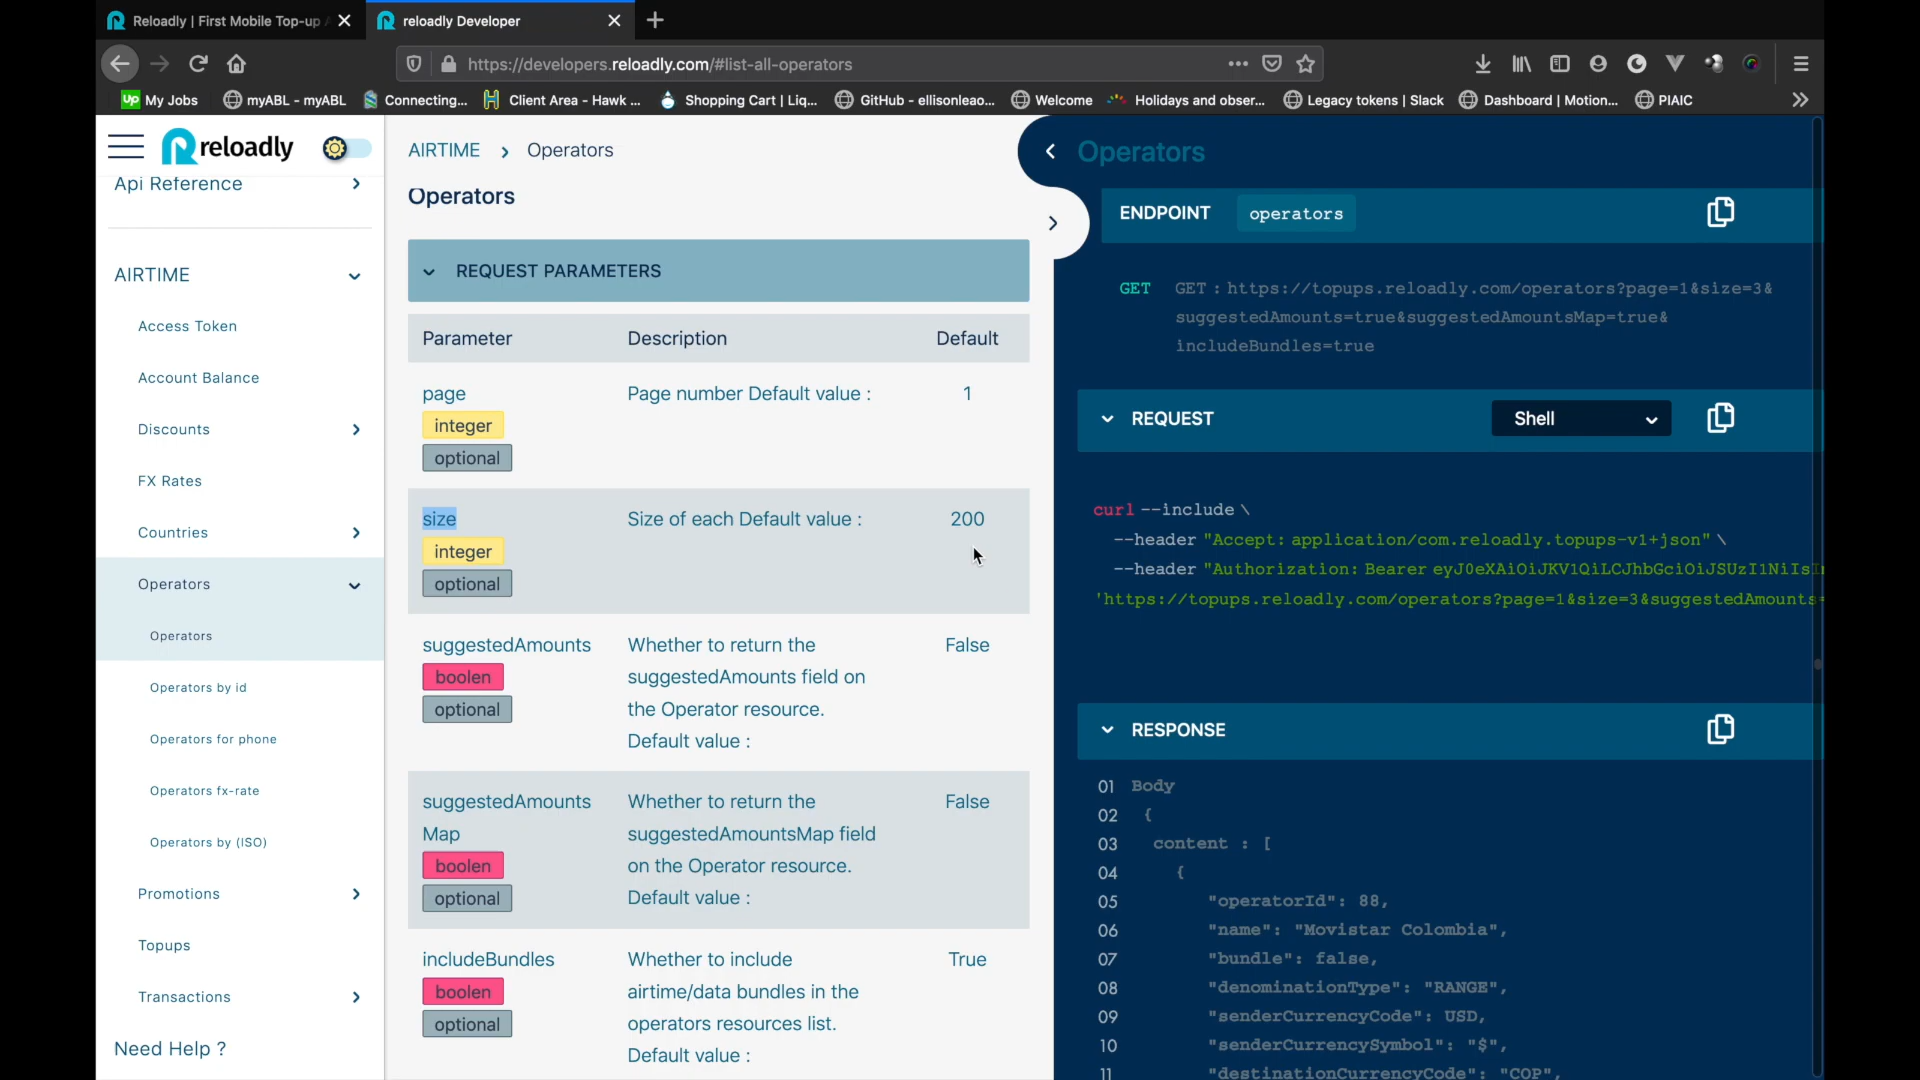 Reloadly | First Mobile Top-up
reloadly Developer
https://developers.reloadly.com/#list-all-operators
Up My Jobs
myABL - myABL
Connecting...
Client Area - Hawk ...
Shopping Cart | Liq...
GitHub - ellisonleao...
Welcome
Holidays and obser...
Legacy tokens | Slack
Dashboard | Motion...
PIAIC
reloadly
Api Reference
AIRTIME
Access Token
Account Balance
Discounts
FX Rates
Countries
Operators
Operators
Operators by id
Operators for phone
Operators fx-rate
Operators by (ISO)
Promotions
Topups
Transactions
Need Help ?
AIRTIME > Operators
Operators
REQUEST PARAMETERS
Parameter Description Default
page Page number Default value : 1
integer
optional
size Size of each Default value : 200
integer
optional
suggestedAmounts Whether to return the False
boolen suggestedAmounts field on
optional the Operator resource.
Default value :
suggestedAmounts Whether to return the False
Map suggestedAmountsMap field
boolen on the Operator resource.
optional Default value :
includeBundles Whether to include True
boolen airtime/data bundles in the
optional operators resources list.
Default value :
Operators
ENDPOINT operators
GET GET : https://topups.reloadly.com/operators?page=1&size=3&
suggestedAmounts=true&suggestedAmountsMap=true&
includeBundles=true
REQUEST Shell
curl --include \
--header "Accept: application/com.reloadly.topups-v1+json" \
--header "Authorization: Bearer eyJ0eXAiOiJKV1QiLCJhbGciOiJSUzI1NiIsIn
'https://topups.reloadly.com/operators?page=1&size=3&suggestedAmounts=
RESPONSE
01 Body
02 {
03 content : [
04 {
05 "operatorId": 88,
06 "name": "Movistar Colombia",
07 "bundle": false,
08 "denominationType": "RANGE",
09 "senderCurrencyCode": USD,
10 "senderCurrencySymbol": "$",
11 "destinationCurrencyCode": "COP",